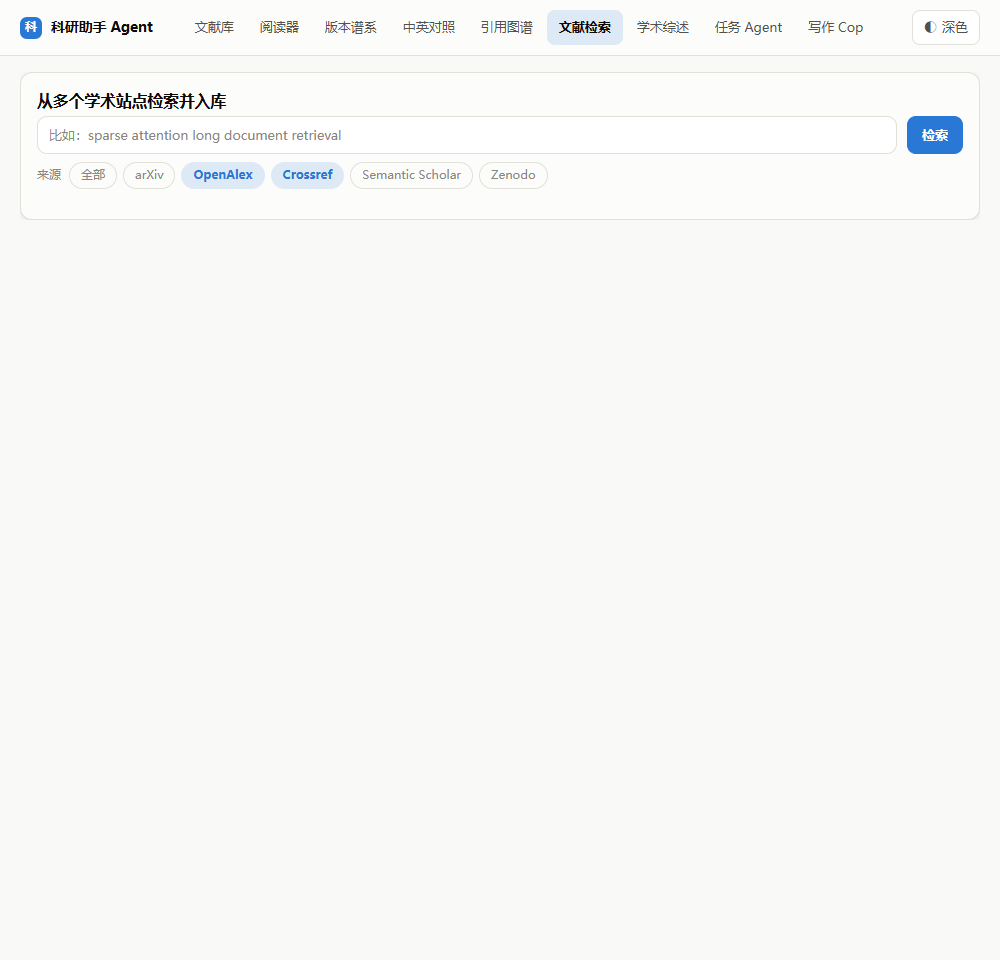 科 科研助手 Agent 文献库 阅读器 版本谱系 中英对照 引用图谱 文献检索 学术综述 任务 Agent 写作 Cop 深色
从多个学术站点检索并入库
比如：sparse attention long document retrieval 检索
来源 全部 arXiv OpenAlex Crossref Semantic Scholar Zenodo